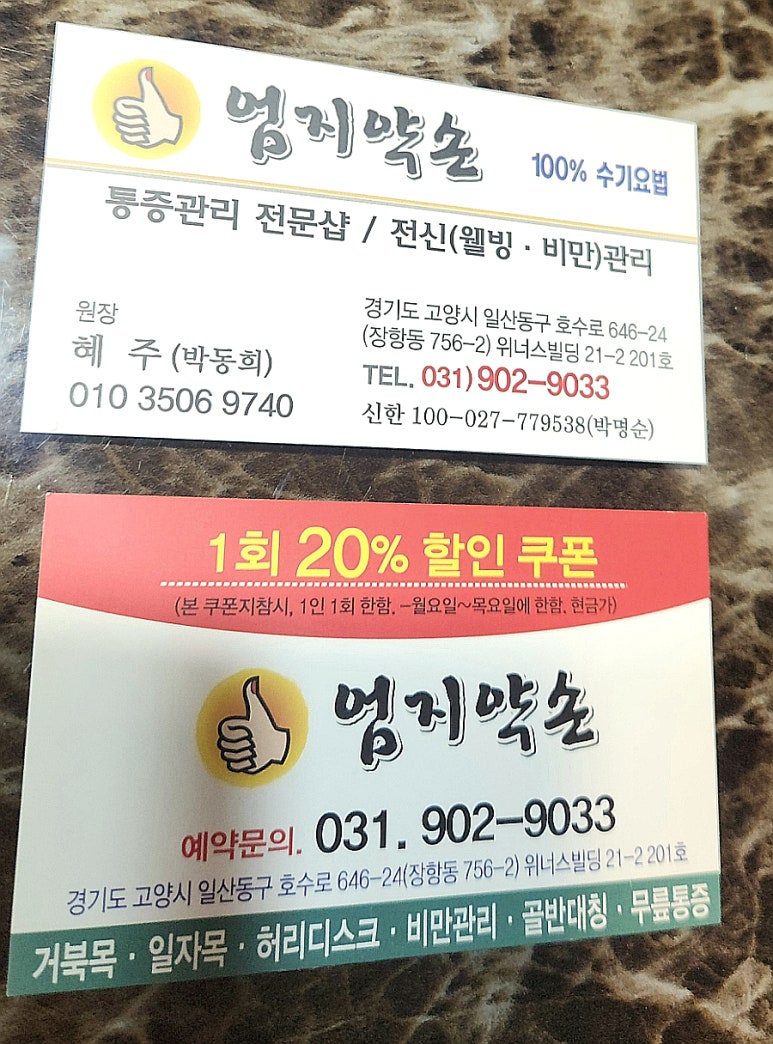 엄지약손
100% 수기요법
통증관리 전문샵 / 전신(웰빙 · 비만)관리
원장
혜 주 (박동희)
010 3506 9740
경기도 고양시 일산동구 호수로 646-24
(장항동 756-2) 위너스빌딩 21-2 201호
TEL. 031) 902-9033
신한 100-027-779538(박명순)
1회 20% 할인 쿠폰
(본 쿠폰지참시, 1인 1회 한함. -월요일~목요일에 한함. 현금가)
엄지약손
예약문의. 031. 902-9033
경기도 고양시 일산동구 호수로 646-24(장항동 756-2) 위너스빌딩 21-2 201호
거북목 · 일자목 · 허리디스크 · 비만관리 · 골반대칭 · 무릎통증